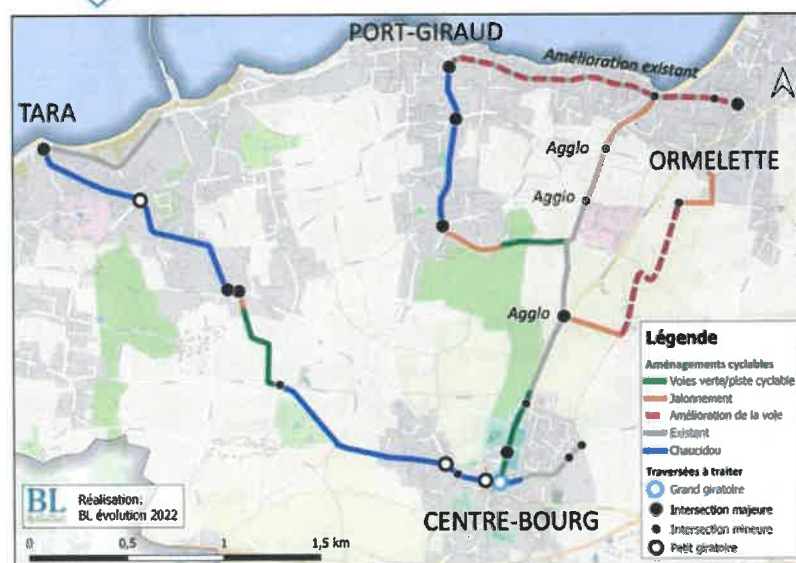 PORT-GIRAUD
Amélioration existant
TARA
Agglo
ORMELETTE
Agglo
Agglo
Légende
Aménagements cyclables
Voies verte/piste cyclable
Jalonnement
Amélioration de la voie
Existant
Chaucidou
Traversées à traiter
Grand giratoire
Intersection majeure
Intersection mineure
Petit giratoire
BL
Réalisation:
BL évolution 2022
CENTRE-BOURG
0 0,5 1 1,5 km